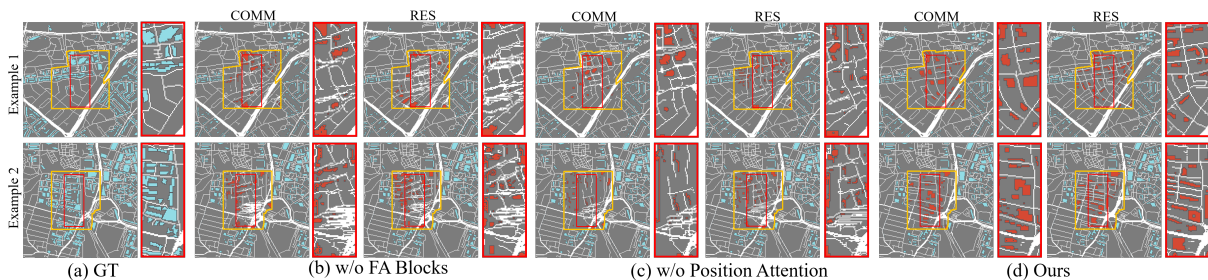 COMM RES COMM RES COMM RES
Example 1
Example 2
(a) GT (b) w/o FA Blocks (c) w/o Position Attention (d) Ours